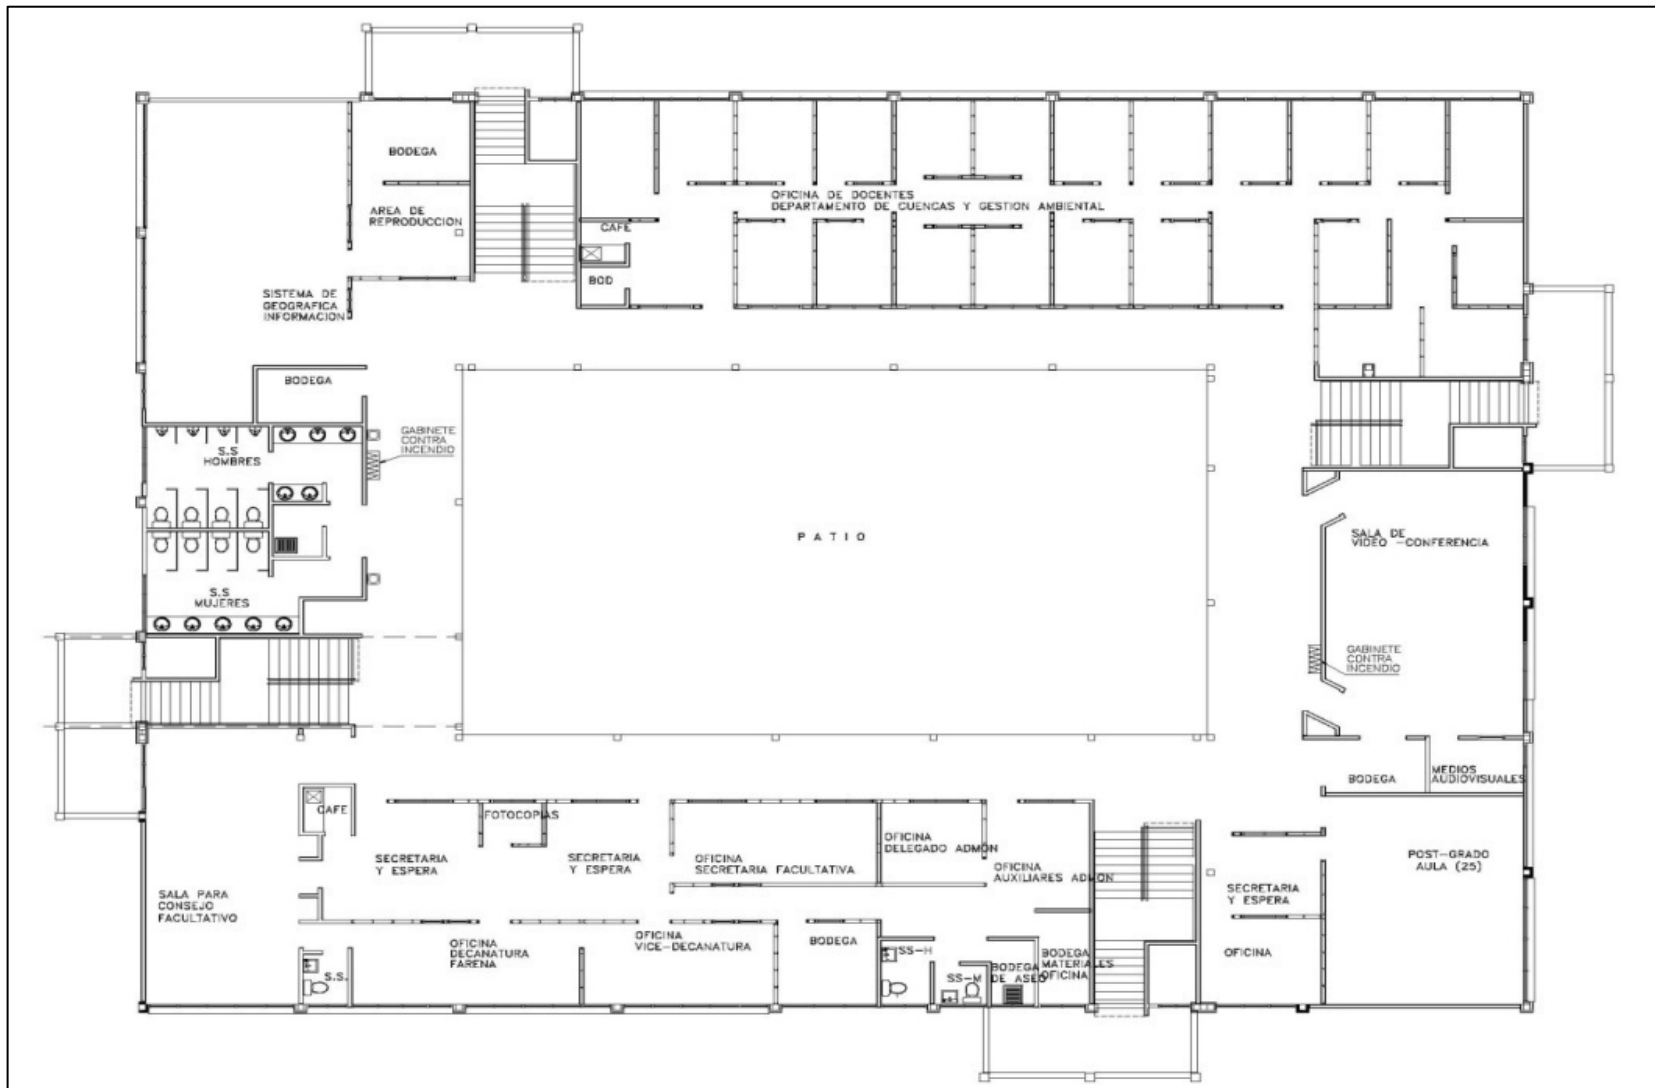 BODEGA
AREA DE
REPRODUCCION
OFICINA DE DOCENTES
DEPARTAMENTO DE CUENCAS Y GESTION AMBIENTAL
CAFE
BOD
SISTEMA DE
GEOGRAFICA
INFORMACION
BODEGA
GABINETE
CONTRA
INCENDIO
S.S
HOMBRES
S.S
MUJERES
PATIO
SALA DE
VIDEO -CONFERENCIA
GABINETE
CONTRA
INCENDIO
BODEGA
MEDIOS
AUDIOVISUALES
CAFE
FOTOCOPIAS
SECRETARIA
Y ESPERA
SECRETARIA
Y ESPERA
OFICINA
SECRETARIA FACULTATIVA
OFICINA
DELEGADO ADMÓN
OFICINA
AUXILIARES ADMON
POST-GRADO
AULA (25)
SALA PARA
CONSEJO
FACULTATIVO
SECRETARIA
Y ESPERA
OFICINA
DECANATURA
FARENA
OFICINA
VICE-DECANATURA
BODEGA
SS-H
SS-M
BODEGA
DE ASEO
BODEGA
MATERIALES
OFICINA
OFICINA
S.S.